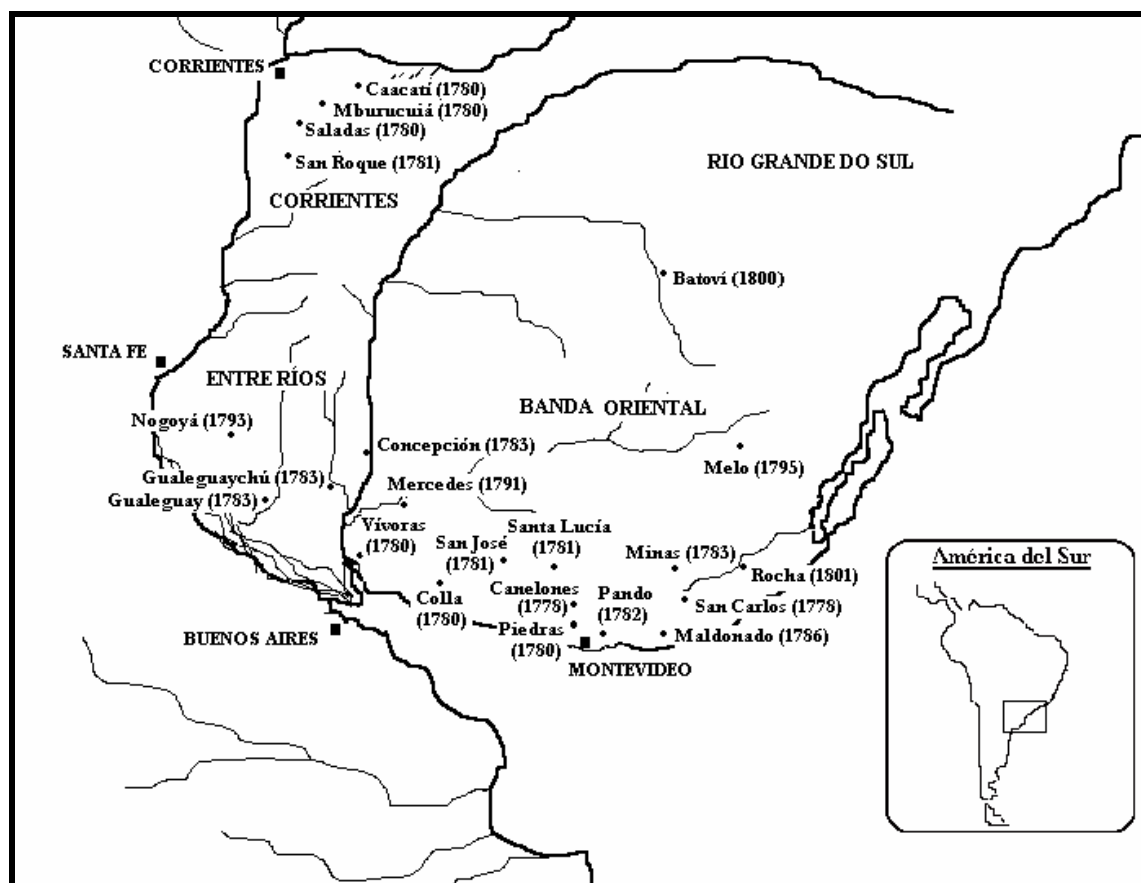 CORRIENTES
Caacatí (1780)
Mburucuiá (1780)
Saladas (1780)
San Roque (1781)
RIO GRANDE DO SUL
CORRIENTES
Batoví (1800)
SANTA FE
ENTRE RÍOS
BANDA ORIENTAL
Nogoyá (1793)
Concepción (1783)
Melo (1795)
Gualeguaychú (1783)
Mercedes (1791)
Gualeguay (1783)
Vívoras
(1780)
San José
(1781)
Santa Lucía
(1781)
Minas (1783)
Rocha (1801)
Colla
(1780)
Canelones
(1778)
Pando
(1782)
San Carlos (1778)
Piedras
(1780)
Maldonado (1786)
BUENOS AIRES
MONTEVIDEO
América del Sur